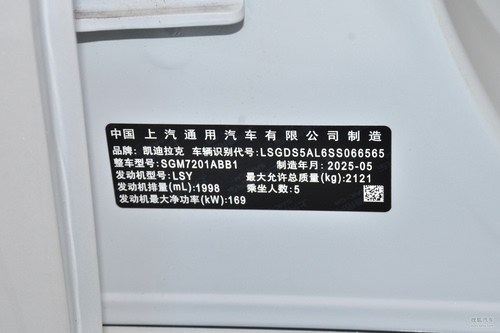 中国 上汽通用汽车有限公司制造
品牌: 凯迪拉克 车辆识别代号: LSGDS5AL6SS066565
整车型号: SGM7201ABB1 制造年月: 2025-05
发动机型号: LSY 最大允许总质量(kg): 2121
发动机排量(mL): 1998 乘坐人数: 5
发动机最大净功率(kW): 169